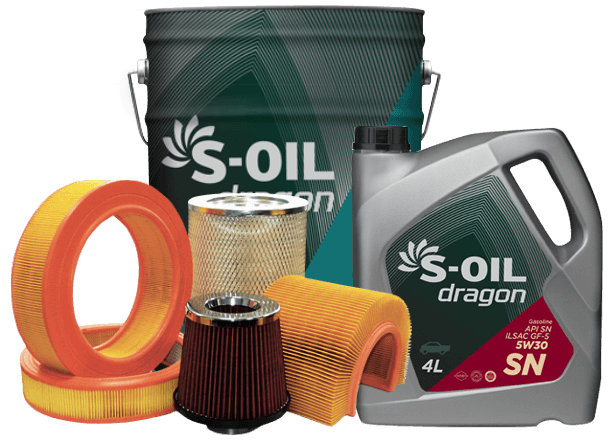 S-OIL
dragon
S-OIL
dragon
Gasoline
API SN
ILSAC GF-5
5W30
SN
4L